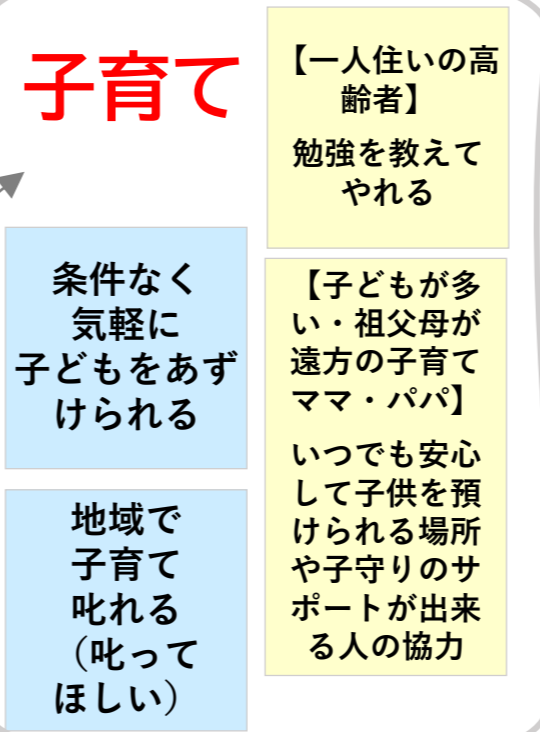 子育て
【一人住いの高
齢者】
勉強を教えて
やれる
条件なく
気軽に
子どもをあず
けられる
【子どもが多
い・祖父母が
遠方の子育て
ママ・パパ】
いつでも安心
して子供を預
けられる場所
や子守りのサ
ポートが出来
る人の協力
地域で
子育て
叱れる
（叱って
ほしい）